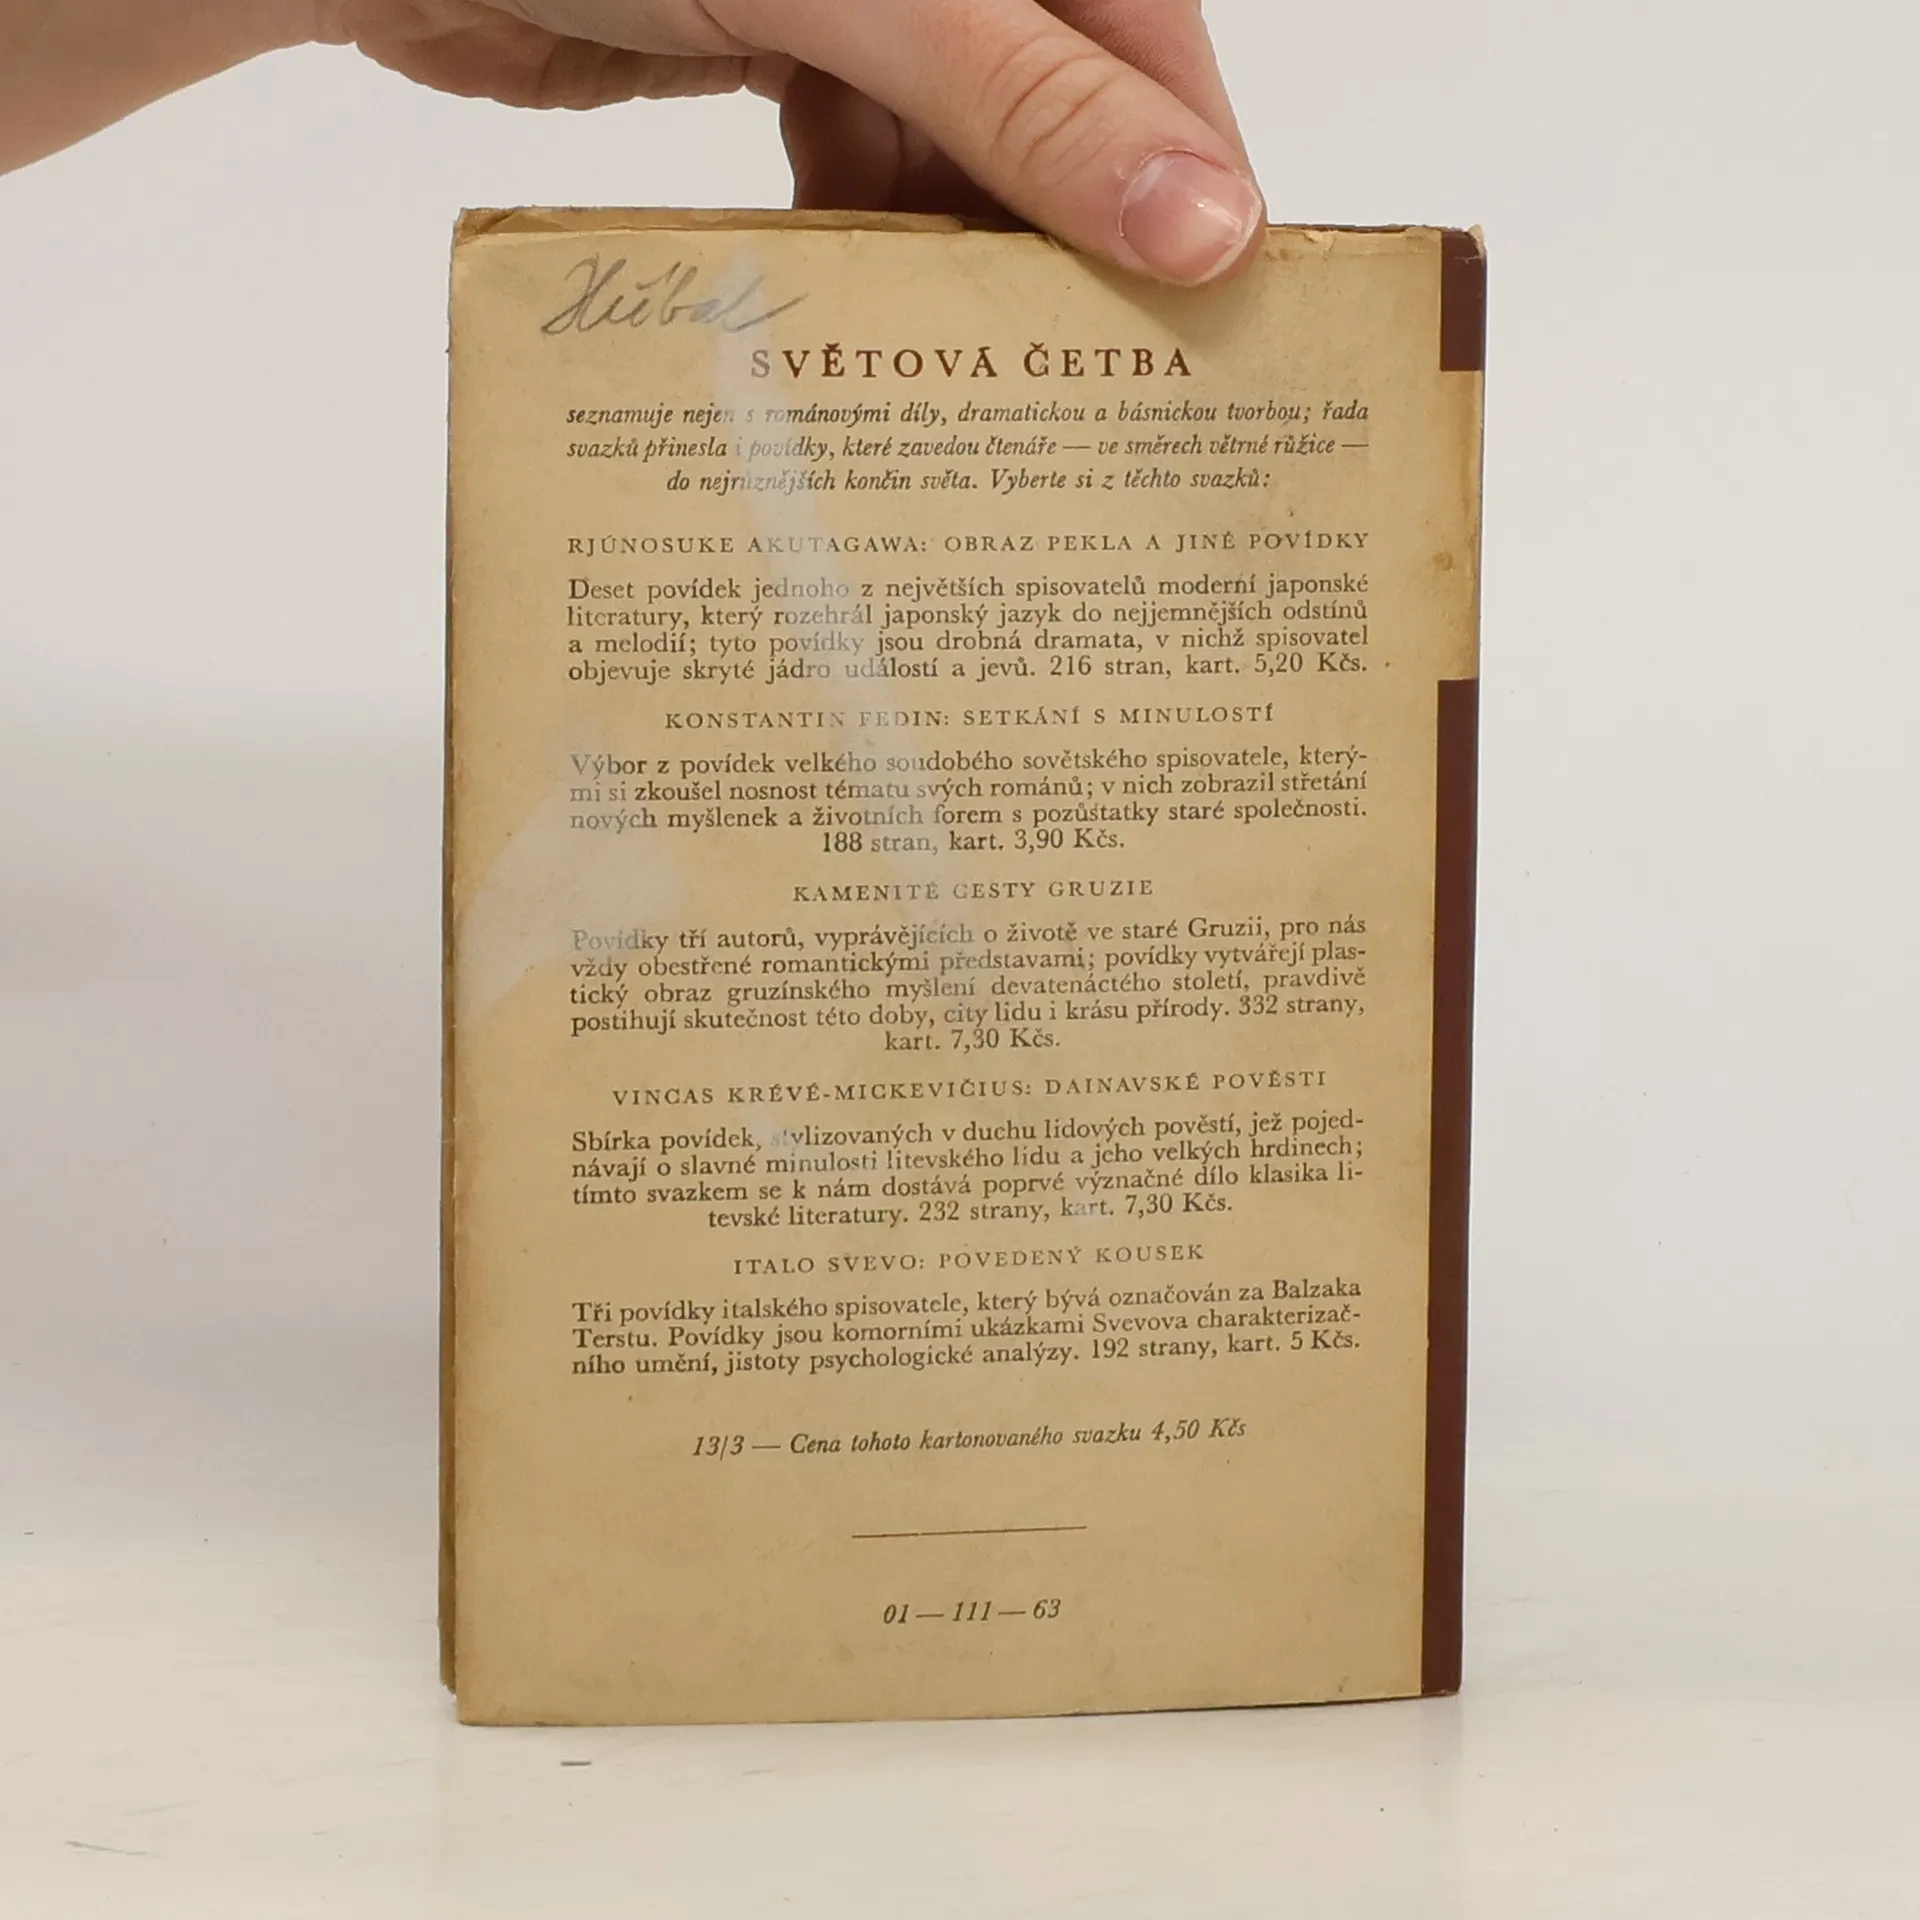 SVĚTOVÁ ČETBA
seznamuje nejen s románovými díly, dramatickou a básnickou tvorbou; řada
svazků přinesla i povídky, které zavedou čtenáře — ve směrech větrné růžice —
do nejrůznějších končin světa. Vyberte si z těchto svazků:
RJÚNOSUKE AKUTAGAWA: OBRAZ PEKLA A JINÉ POVÍDKY
Deset povídek jednoho z největších spisovatelů moderní japonské
literatury, který rozehrál japonský jazyk do nejjemnějších odstínů
a melodií; tyto povídky jsou drobná dramata, v nichž spisovatel
objevuje skryté jádro událostí a jevů. 216 stran, kart. 5,20 Kčs.
KONSTANTIN FEDIN: SETKÁNÍ S MINULOSTÍ
Výbor z povídek velkého soudobého sovětského spisovatele, který-
mi si zkoušel nosnost tématu svých románů; v nich zobrazil střetání
nových myšlenek a životních forem s pozůstatky staré společnosti.
188 stran, kart. 3,90 Kčs.
KAMENITÉ CESTY GRUZIE
Povídky tří autorů, vyprávějících o životě ve staré Gruzii, pro nás
vždy obestřené romantickými představami; povídky vytvářejí plas-
tický obraz gruzínského myšlení devatenáctého století, pravdivě
postihují skutečnost této doby, city lidu i krásu přírody. 332 strany,
kart. 7,30 Kčs.
VINCAS KRÉVÉ-MICKEVIČIUS: DAINAVSKÉ POVĚSTI
Sbírka povídek, stylizovaných v duchu lidových pověstí, jež pojed-
návají o slavné minulosti litevského lidu a jeho velkých hrdinech;
tímto svazkem se k nám dostává poprvé význačné dílo klasika li-
tevské literatury. 232 strany, kart. 7,30 Kčs.
ITALO SVEVO: POVEDENÝ KOUSEK
Tři povídky italského spisovatele, který bývá označován za Balzaka
Terstu. Povídky jsou komorními ukázkami Svevova charakterizač-
ního umění, jistoty psychologické analýzy. 192 strany, kart. 5 Kčs.
13/3 — Cena tohoto kartonovaného svazku 4,50 Kčs
01 — 111 — 63